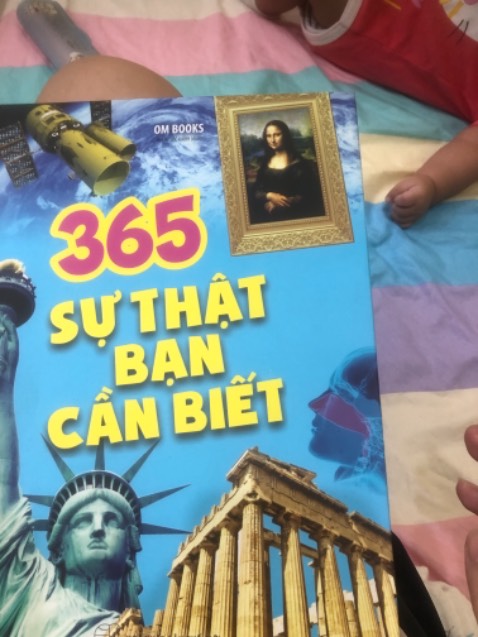 OM BOOKS
365
SỰ THẬT
BẠN
CẦN BIẾT